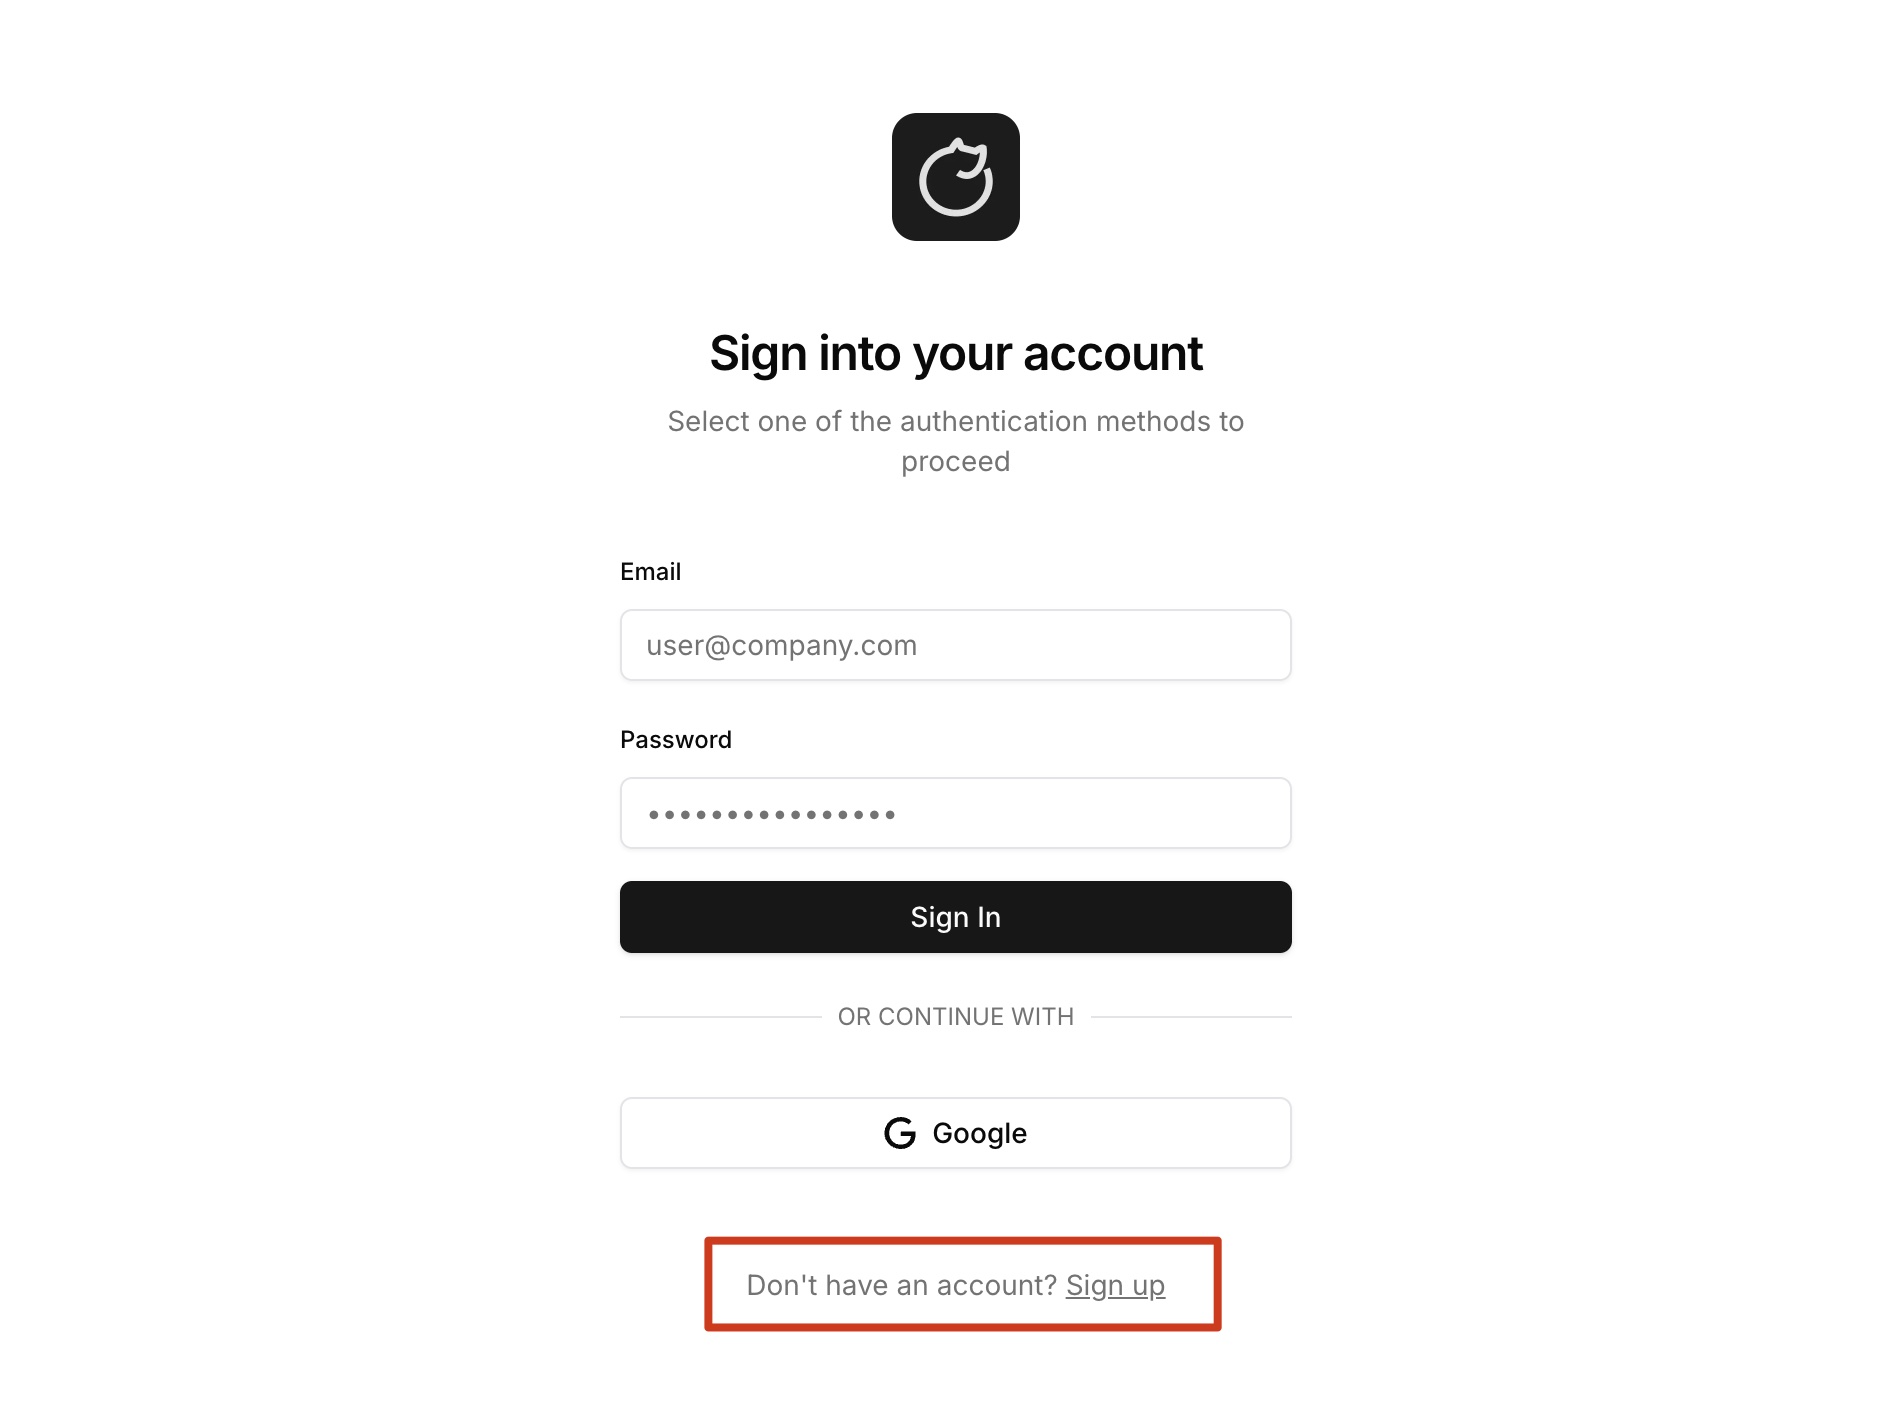 Sign into your account
Select one of the authentication methods to
proceed
Email
user@company.com
Password
••••••••••••••••
Sign In
OR CONTINUE WITH
Google
Don't have an account? Sign up